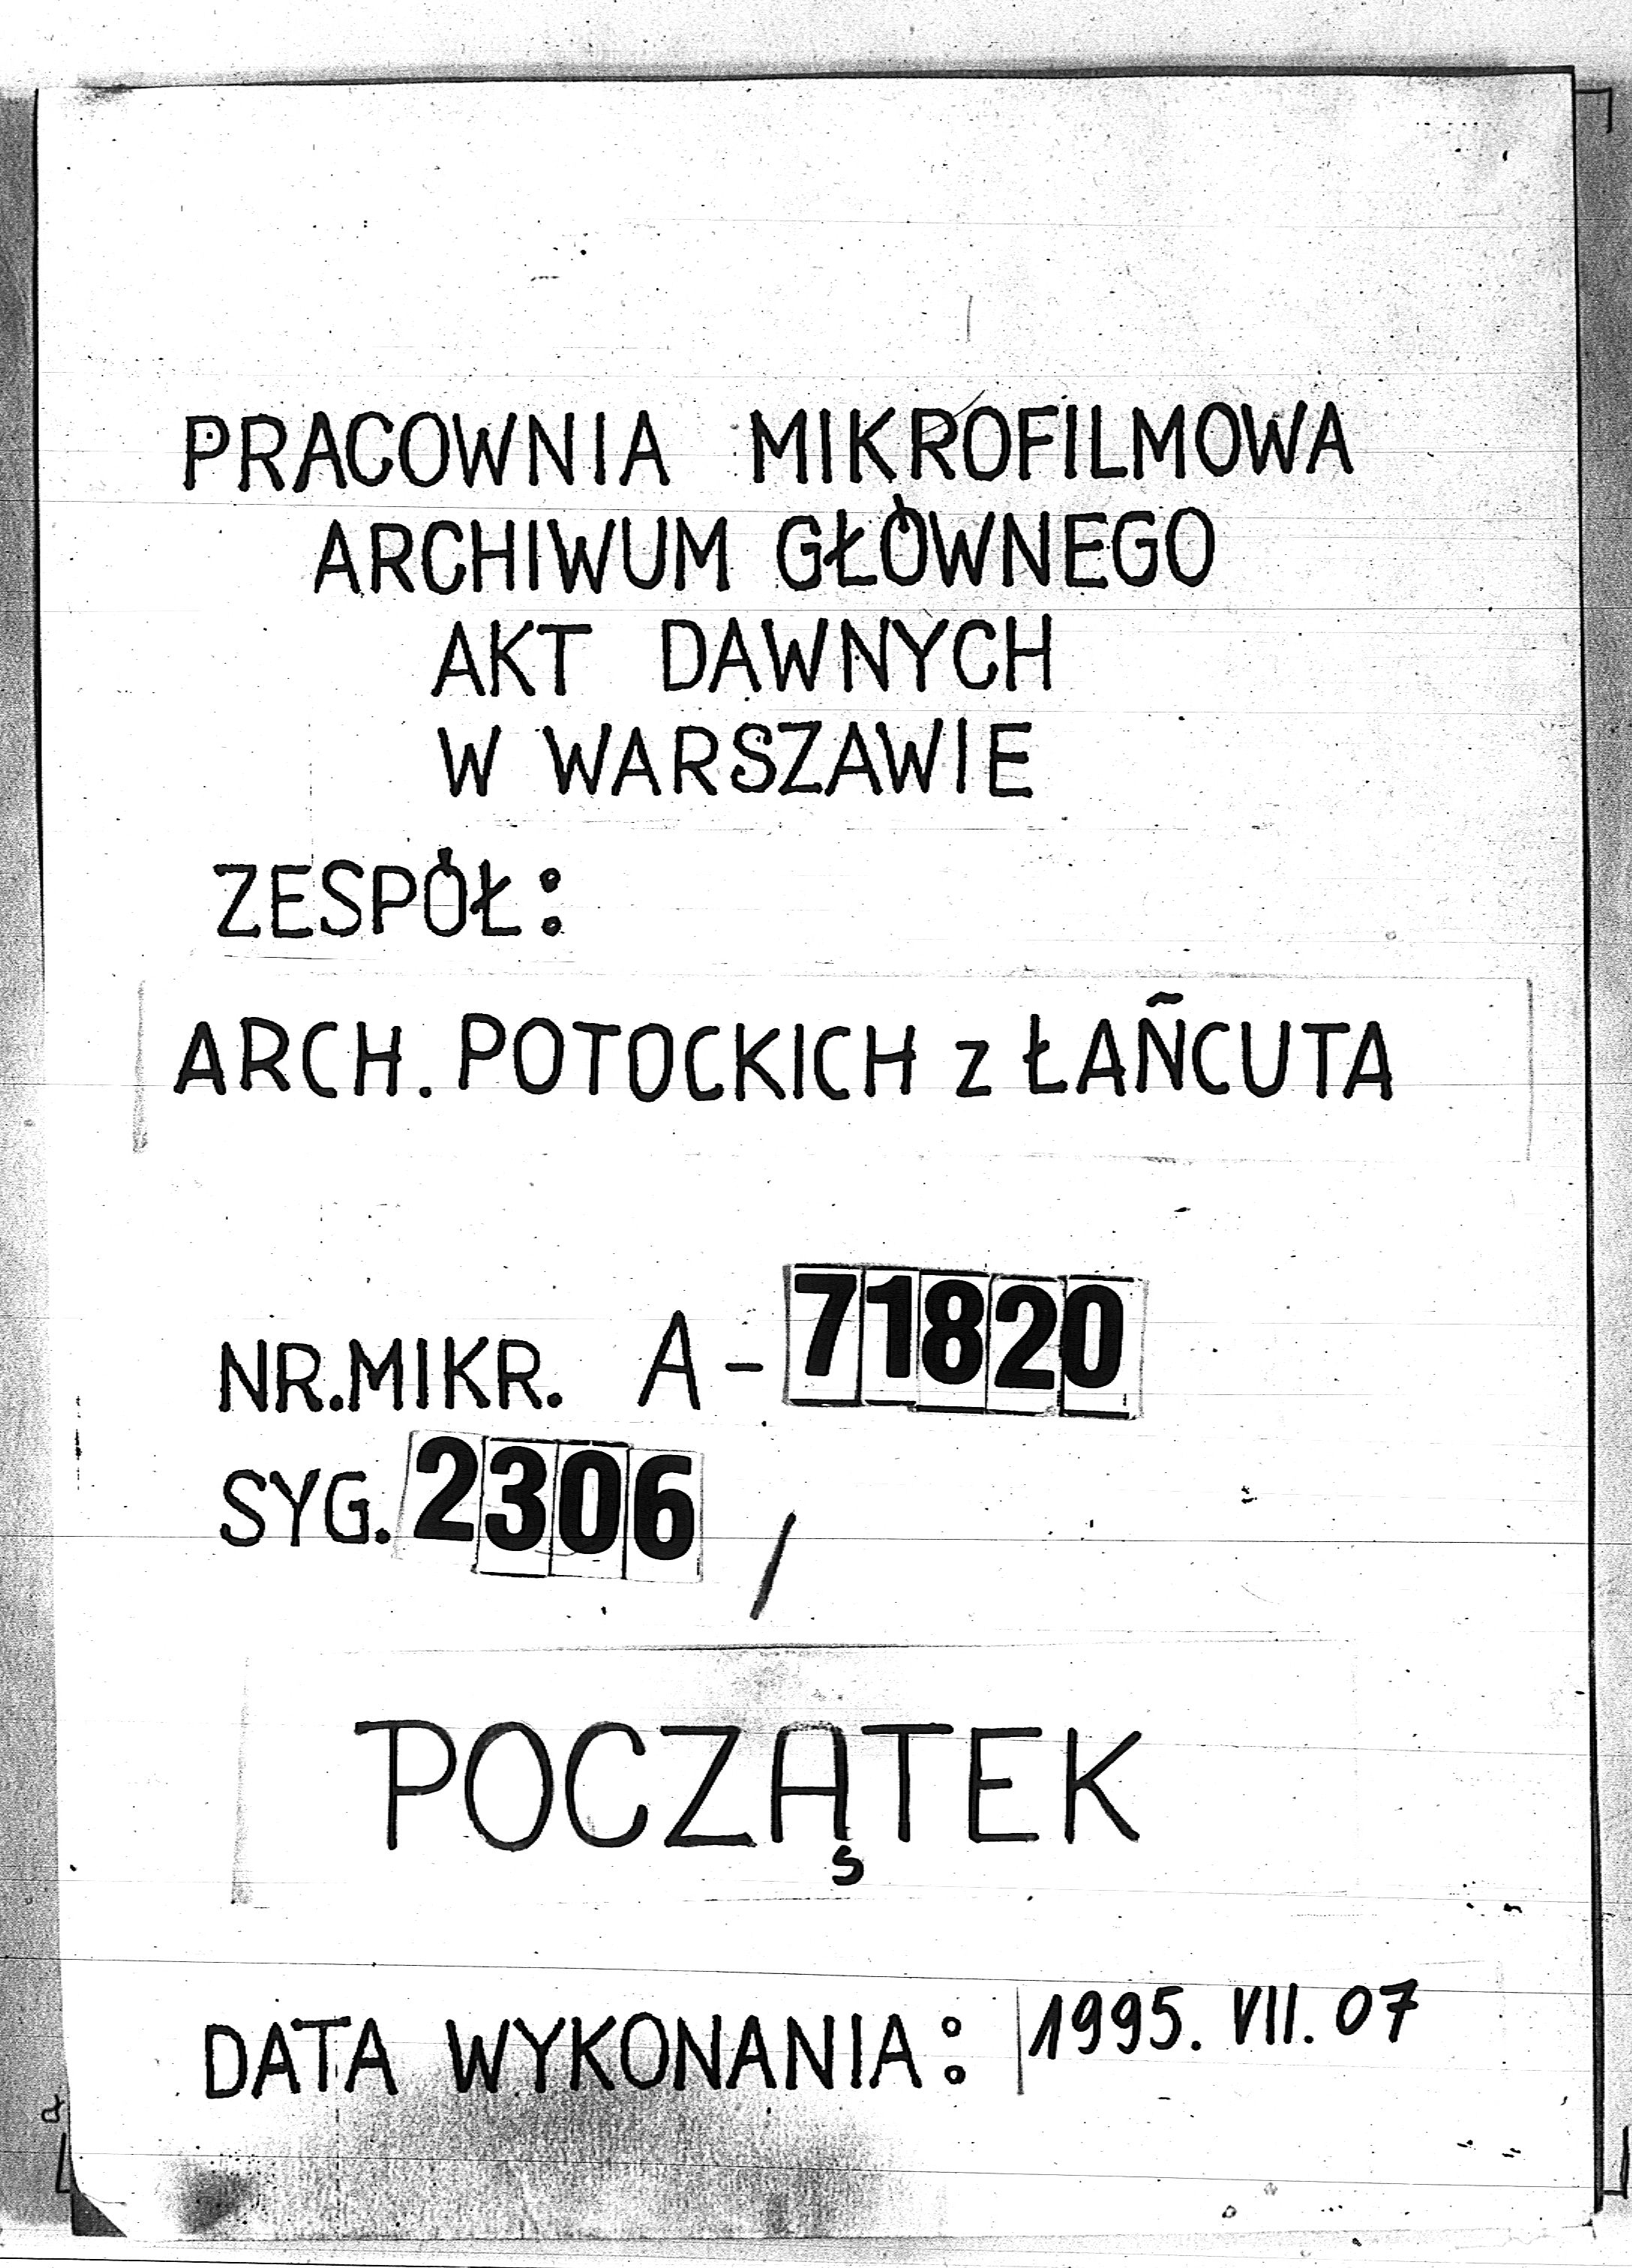 PRACOWNIA MIKROFILMOWA
ARCHIWUM GŁÓWNEGO
AKT DAWNYCH
W WARSZAWIE
ZESPÓŁ:
ARCH. POTOCKICH z ŁAŃCUTA
NR.MIKR. A-71820
SYG. 2306 /
POCZĄTEK
DATA WYKONANIA: 1995. VII. 07